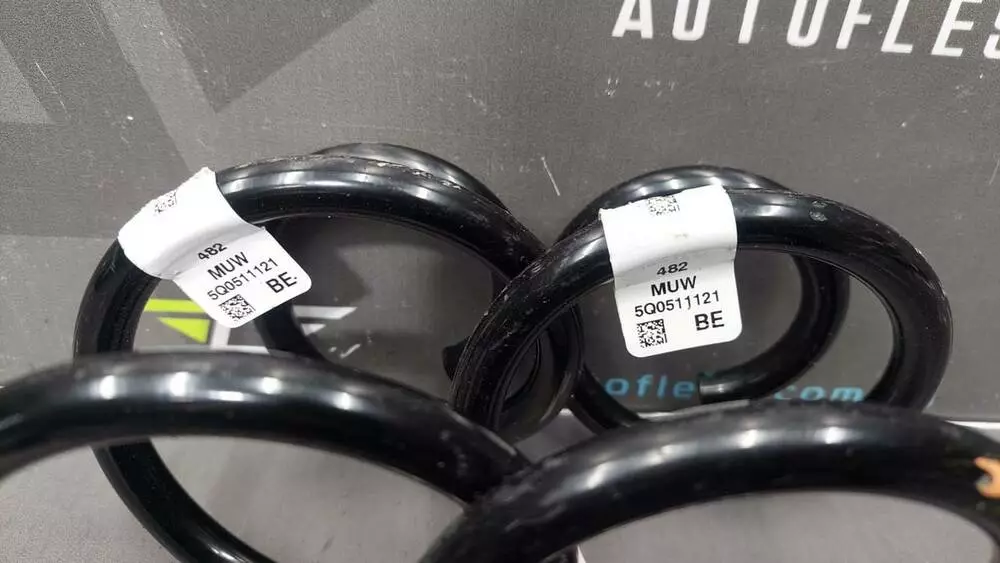 AUTOFLES
482
MUW
5Q0511121
BE
482
MUW
5Q0511121
BE
ofle
.com